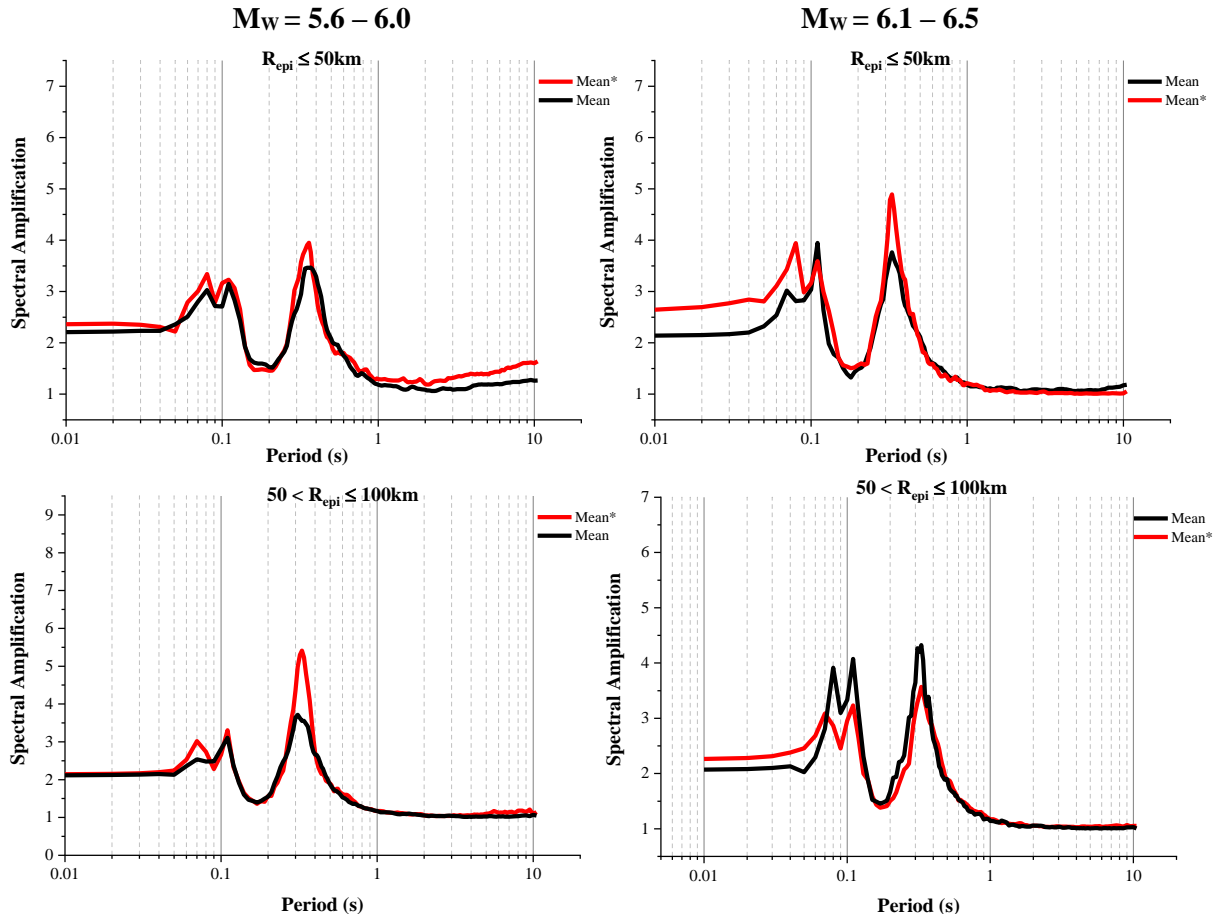 Mw = 5.6 – 6.0
Mw = 6.1 – 6.5
R_epi ≤ 50km
Mean*
Mean
Spectral Amplification
7
6
5
4
3
2
1
0.01
0.1
1
10
Period (s)
R_epi ≤ 50km
Mean
Mean*
Spectral Amplification
7
6
5
4
3
2
1
0.01
0.1
1
10
Period (s)
50 < R_epi ≤ 100km
Mean*
Mean
Spectral Amplification
9
8
7
6
5
4
3
2
1
0
0.01
0.1
1
10
Period (s)
50 < R_epi ≤ 100km
Mean
Mean*
Spectral Amplification
7
6
5
4
3
2
1
0.01
0.1
1
10
Period (s)